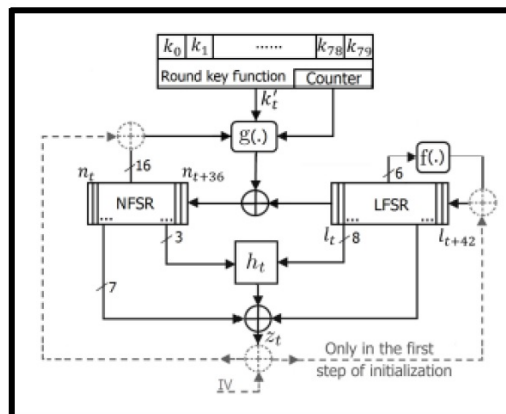 k₀ k₁ ...... k₇₈ k₇₉
Round key function Counter
k'ₜ
g(.) f(.)
16 6
nₜ nₜ₊₃₆
NFSR LFSR
... ... ... ...
3 lₜ 8 lₜ₊₄₂
hₜ
7
zₜ
Only in the first
step of initialization
IV